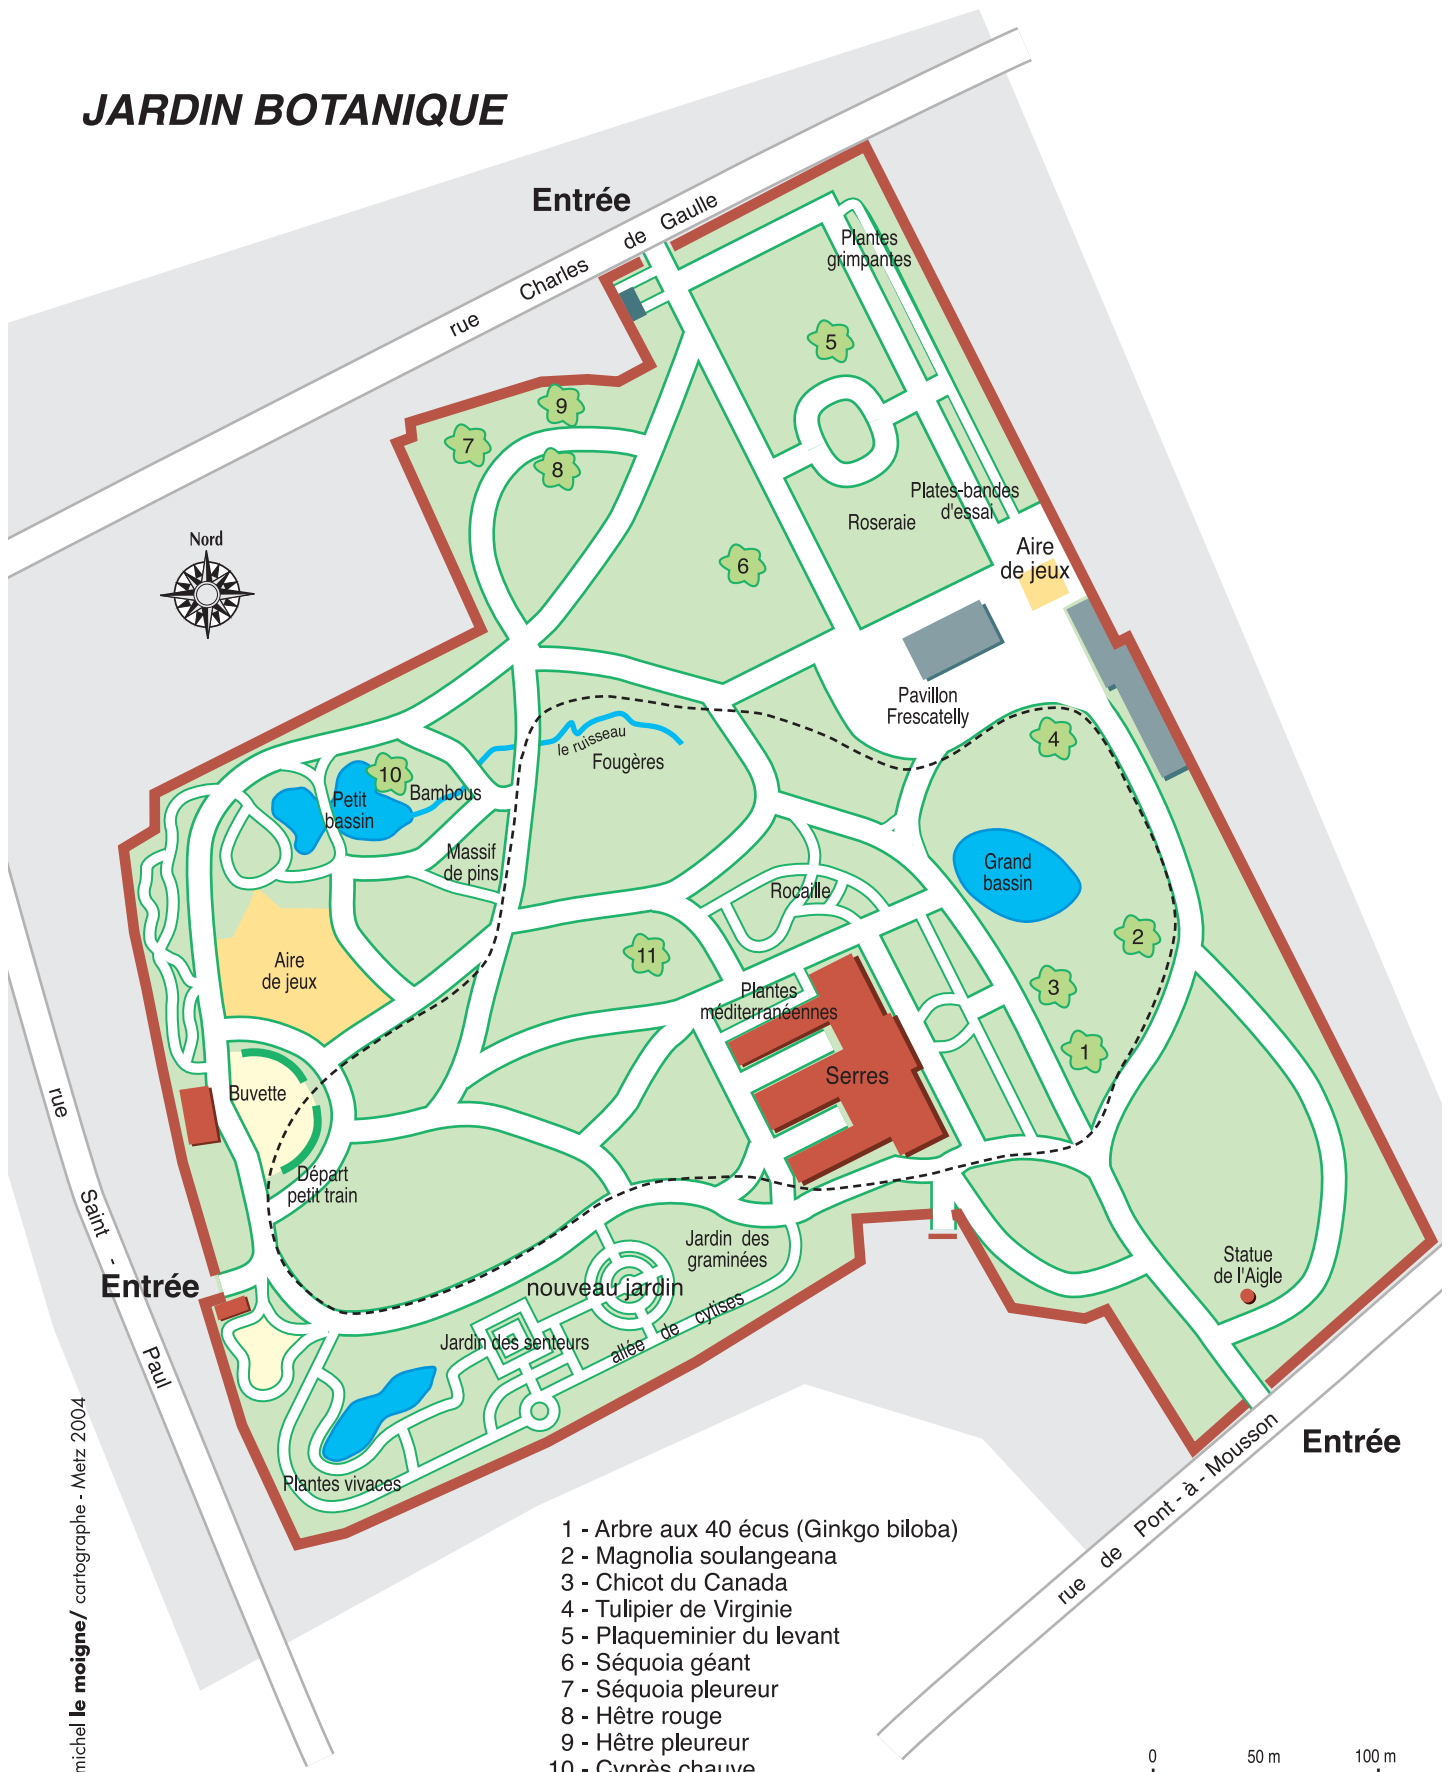 JARDIN BOTANIQUE
Entrée
rue Charles de Gaulle
Plantes
grimpantes
5
9
7
8
Plates-bandes
d'essai
Roseraie
Nord
Aire
de jeux
6
Pavillon
Frescatelly
4
le ruisseau
Fougères
10
Bambous
Petit
bassin
Massif
de pins
Grand
bassin
Rocaille
2
11
Aire
de jeux
3
Plantes
méditerranéennes
1
Serres
Buvette
Départ
petit train
rue Saint - Paul
Entrée
Jardin des
graminées
Statue
de l'Aigle
nouveau jardin
Jardin des senteurs
allée de cytises
Plantes vivaces
Entrée
rue de Pont - à - Mousson
michel le moigne/ cartographe - Metz 2004
1 - Arbre aux 40 écus (Ginkgo biloba)
2 - Magnolia soulangeana
3 - Chicot du Canada
4 - Tulipier de Virginie
5 - Plaqueminier du levant
6 - Séquoia géant
7 - Séquoia pleureur
8 - Hêtre rouge
9 - Hêtre pleureur
10 - Cyprès chauve
0 50 m 100 m